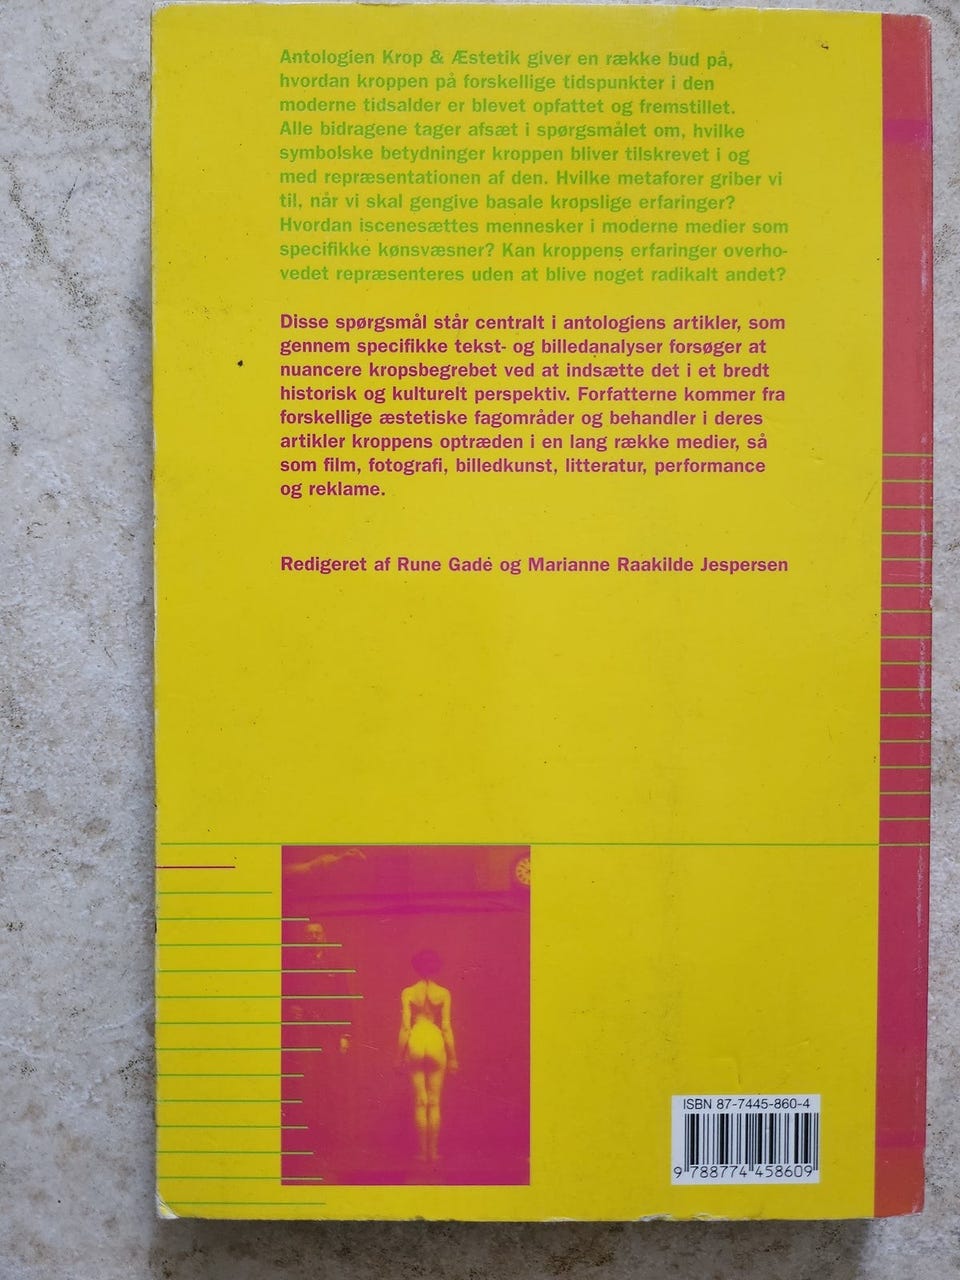 Antologien Krop & Æstetik giver en række bud på,
hvordan kroppen på forskellige tidspunkter i den
moderne tidsalder er blevet opfattet og fremstillet.
Alle bidragene tager afsæt i spørgsmålet om, hvilke
symbolske betydninger kroppen bliver tilskrevet i og
med repræsentationen af den. Hvilke metaforer griber vi
til, når vi skal gengive basale kropslige erfaringer?
Hvordan iscenesættes mennesker i moderne medier som
specifikke kønsvæsner? Kan kroppens erfaringer overho-
vedet repræsenteres uden at blive noget radikalt andet?
Disse spørgsmål står centralt i antologiens artikler, som
gennem specifikke tekst- og billedanalyser forsøger at
nuancere kropsbegrebet ved at indsætte det i et bredt
historisk og kulturelt perspektiv. Forfatterne kommer fra
forskellige æstetiske fagområder og behandler i deres
artikler kroppens optræden i en lang række medier, så
som film, fotografi, billedkunst, litteratur, performance
og reklame.
Redigeret af Rune Gade og Marianne Raakilde Jespersen
ISBN 87-7445-860-4
9 788774 458609